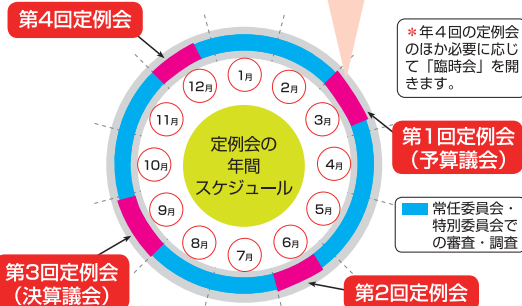 第4回定例会
＊年４回の定例会
のほか必要に応じ
て「臨時会」を開
きます。
第1回定例会
（予算議会）
定例会の
年間
スケジュール
1月
2月
3月
4月
5月
6月
7月
8月
9月
10月
11月
12月
常任委員会・
特別委員会で
の審査・調査
第3回定例会
（決算議会）
第2回定例会